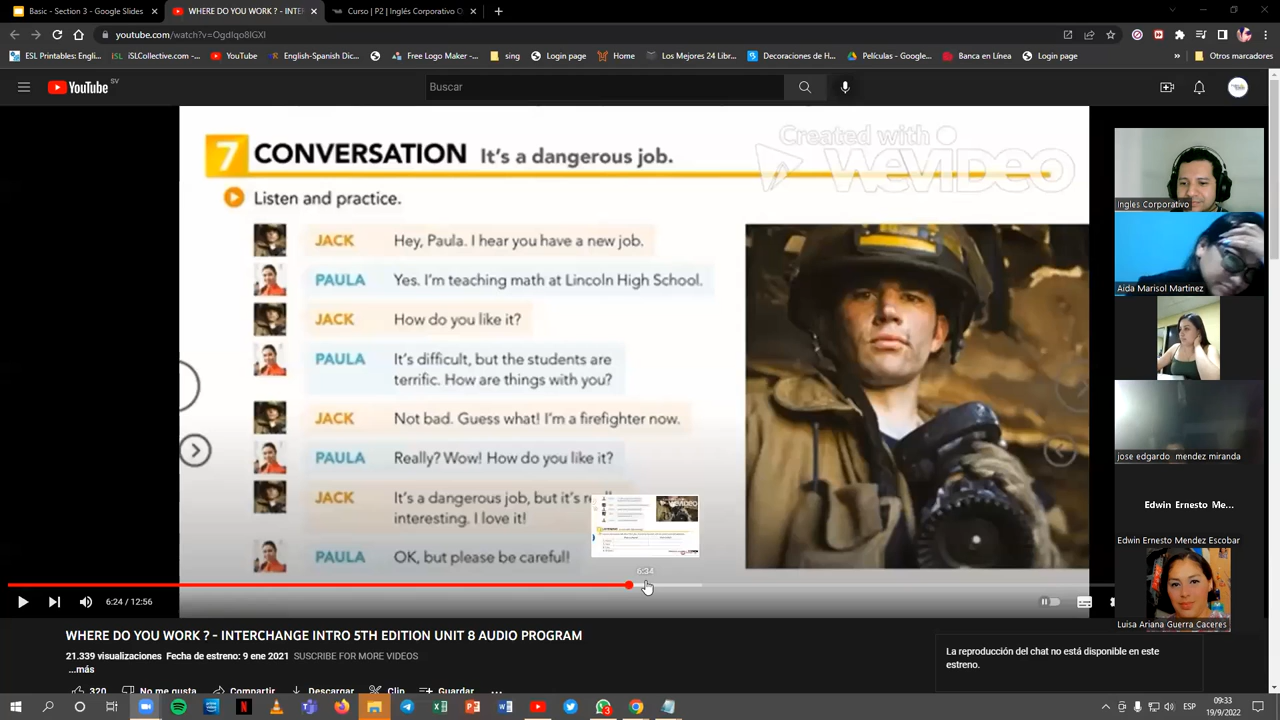 Basic - Section 3 - Google Slides
WHERE DO YOU WORK ? - INTE
Curso | P2 | Inglés Corporativo O
youtube.com/watch?v=OgdIqo8IGXI
ESL Printables: En
iSLCollective.com -...
YouTube
English-Spanish Dic...
Free Logo Maker -...
sing
Login page
Home
Los Mejores 24 Libr...
Decoraciones de H...
Películas - Google...
Banca en Línea
Login page
Otros marcadores
YouTube SV
Buscar
7 CONVERSATION It's a dangerous job.
Created with
WEVIDEO
Listen and practice.
JACK Hey, Paula. I hear you have a new job.
PAULA Yes. I'm teaching math at Lincoln High School.
JACK How do you like it?
PAULA It's difficult, but the students are
terrific. How are things with you?
JACK Not bad. Guess what! I'm a firefighter now.
PAULA Really? Wow! How do you like it?
JACK It's a dangerous job, but it's
interesting. I love it!
PAULA OK, but please be careful!
6:34
6:24 / 12:56
Ingles Corporativo
Aida Marisol Martinez
jose edgardo mendez miranda
Edwin Ernesto Me...
Edwin Ernesto Mendez Escobar
Luisa Ariana Guerra Caceres
WHERE DO YOU WORK ? - INTERCHANGE INTRO 5TH EDITION UNIT 8 AUDIO PROGRAM
21.339 visualizaciones Fecha de estreno: 9 ene 2021 SUSCRIBE FOR MORE VIDEOS
...más
La reproducción del chat no está disponible en este
estreno.
320 No me gusta Compartir Descargar Clip Guardar ...
ESP
09:33
19/9/2022